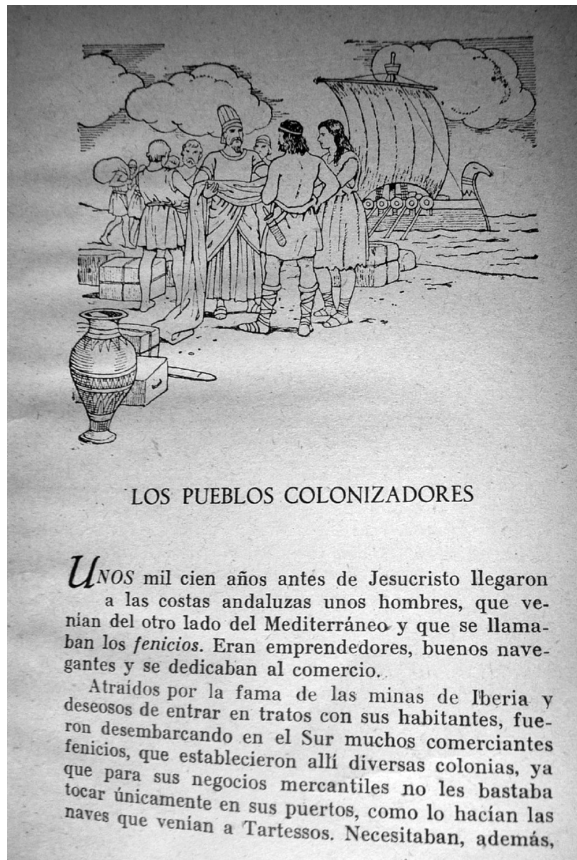 LOS PUEBLOS COLONIZADORES
UNOS mil cien años antes de Jesucristo llegaron
a las costas andaluzas unos hombres, que ve-
nían del otro lado del Mediterráneo y que se llama-
ban los fenicios. Eran emprendedores, buenos nave-
gantes y se dedicaban al comercio.
Atraídos por la fama de las minas de Iberia y
deseosos de entrar en tratos con sus habitantes, fue-
ron desembarcando en el Sur muchos comerciantes
fenicios, que establecieron allí diversas colonias, ya
que para sus negocios mercantiles no les bastaba
tocar únicamente en sus puertos, como lo hacían las
naves que venían a Tartessos. Necesitaban, además,